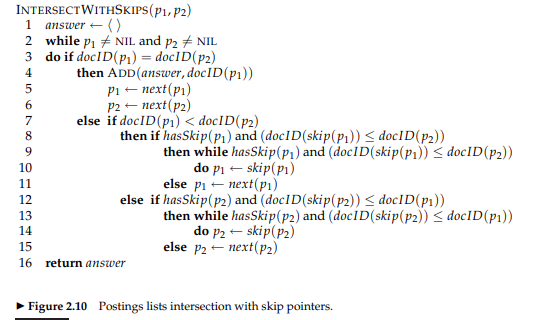 INTERSECTWITHSKIPS(p1, p2)
1 answer ← ⟨ ⟩
2 while p1 ≠ NIL and p2 ≠ NIL
3 do if docID(p1) = docID(p2)
4 then ADD(answer, docID(p1))
5 p1 ← next(p1)
6 p2 ← next(p2)
7 else if docID(p1) < docID(p2)
8 then if hasSkip(p1) and (docID(skip(p1)) ≤ docID(p2))
9 then while hasSkip(p1) and (docID(skip(p1)) ≤ docID(p2))
10 do p1 ← skip(p1)
11 else p1 ← next(p1)
12 else if hasSkip(p2) and (docID(skip(p2)) ≤ docID(p1))
13 then while hasSkip(p2) and (docID(skip(p2)) ≤ docID(p1))
14 do p2 ← skip(p2)
15 else p2 ← next(p2)
16 return answer
► Figure 2.10 Postings lists intersection with skip pointers.